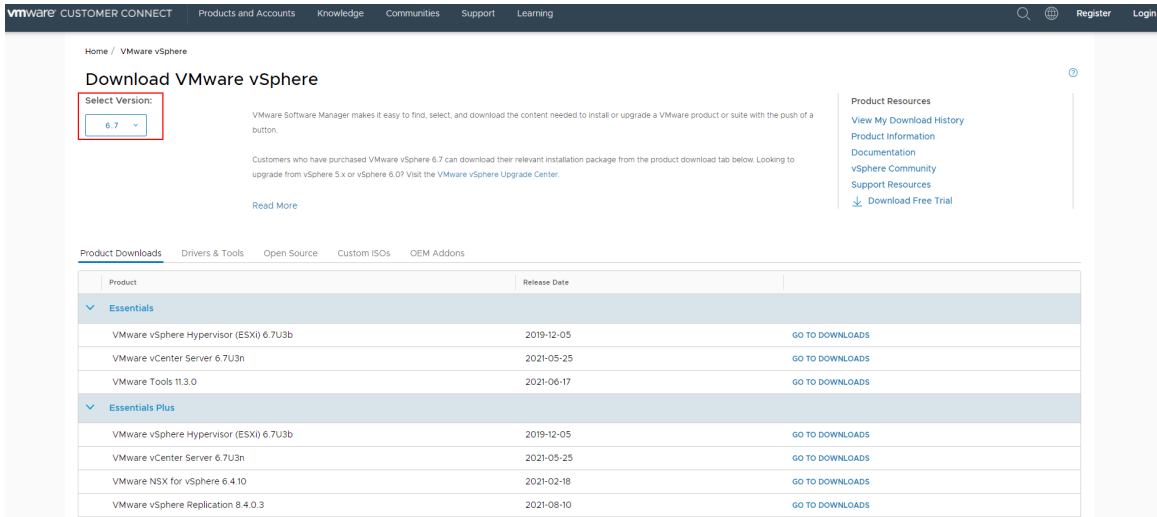 vmware CUSTOMER CONNECT Products and Accounts Knowledge Communities Support Learning Register Login
Home / VMware vSphere
Download VMware vSphere
Select Version:
6.7
VMware Software Manager makes it easy to find, select, and download the content needed to install or upgrade a VMware product or suite with the push of a
button.
Customers who have purchased VMware vSphere 6.7 can download their relevant installation package from the product download tab below. Looking to
upgrade from vSphere 5.x or vSphere 6.0? Visit the VMware vSphere Upgrade Center.
Read More
Product Resources
View My Download History
Product Information
Documentation
vSphere Community
Support Resources
Download Free Trial
Product Downloads Drivers & Tools Open Source Custom ISOs OEM Addons
Product Release Date
Essentials
VMware vSphere Hypervisor (ESXi) 6.7U3b 2019-12-05 GO TO DOWNLOADS
VMware vCenter Server 6.7U3n 2021-05-25 GO TO DOWNLOADS
VMware Tools 11.3.0 2021-06-17 GO TO DOWNLOADS
Essentials Plus
VMware vSphere Hypervisor (ESXi) 6.7U3b 2019-12-05 GO TO DOWNLOADS
VMware vCenter Server 6.7U3n 2021-05-25 GO TO DOWNLOADS
VMware NSX for vSphere 6.4.10 2021-02-18 GO TO DOWNLOADS
VMware vSphere Replication 8.4.0.3 2021-08-10 GO TO DOWNLOADS